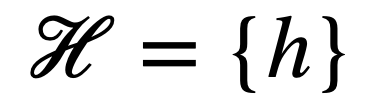 ℋ = {h}